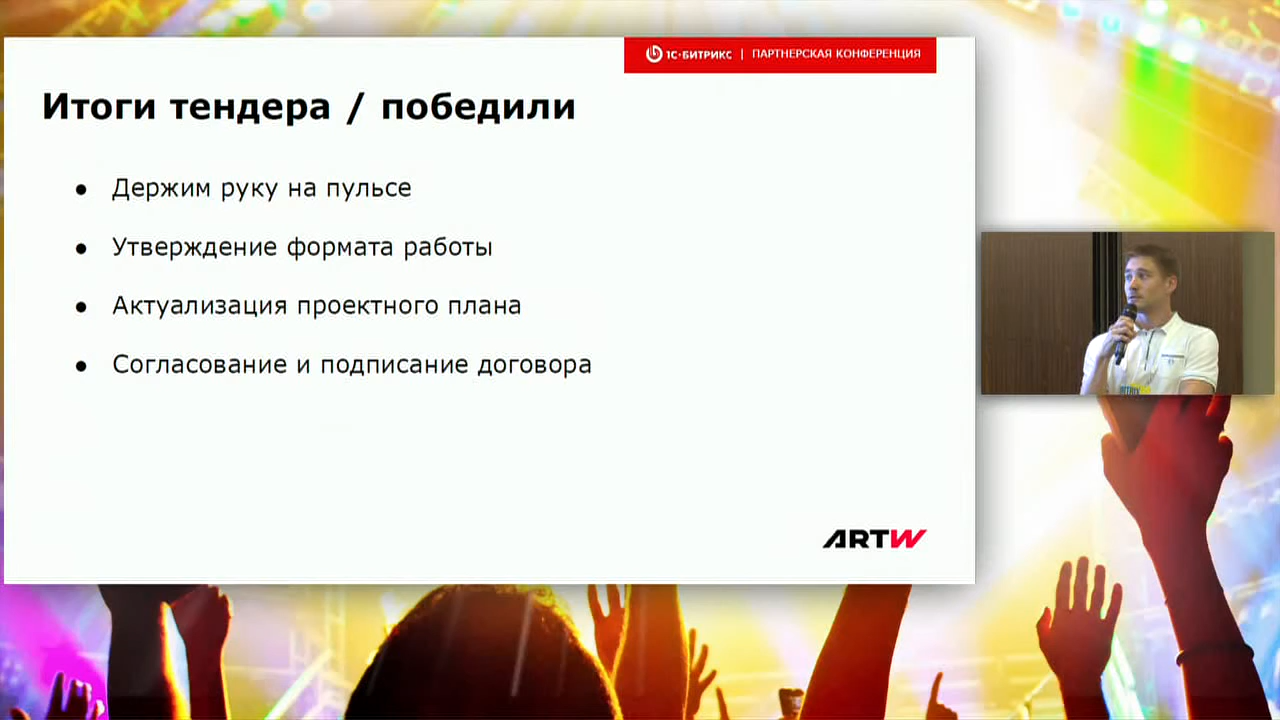 1С-БИТРИКС | ПАРТНЕРСКАЯ КОНФЕРЕНЦИЯ
Итоги тендера / победили
● Держим руку на пульсе
● Утверждение формата работы
● Актуализация проектного плана
● Согласование и подписание договора
ARTW